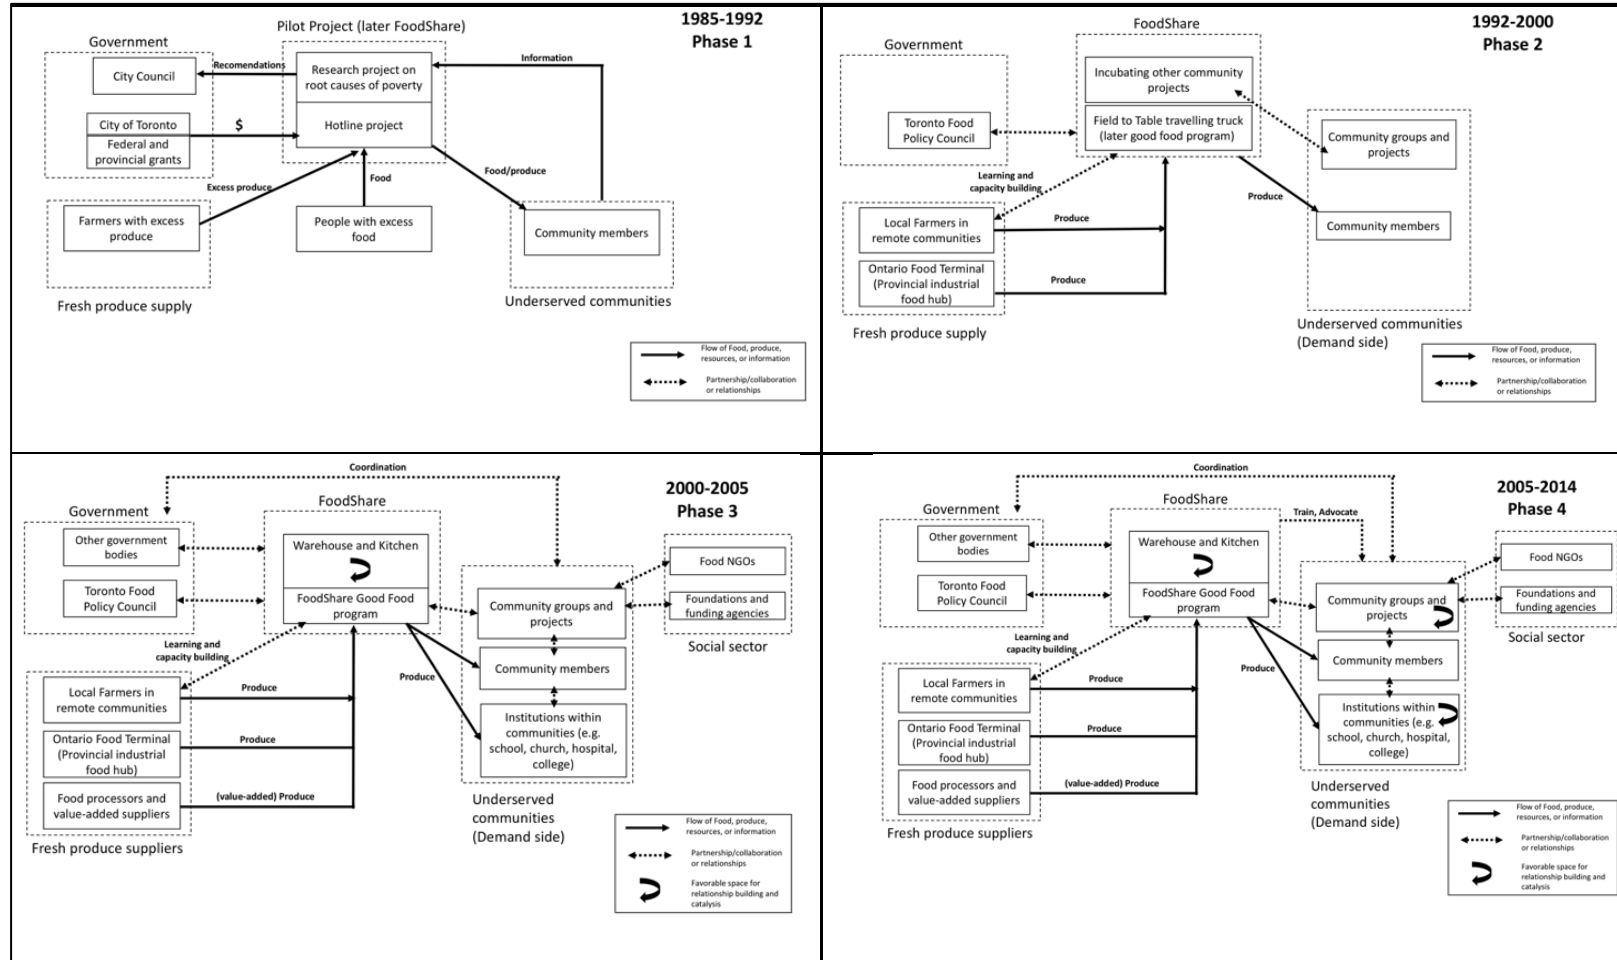 1985-1992
Phase 1
Pilot Project (later FoodShare)
Government
City Council
Recomendations
Research project on
root causes of poverty
Information
City of Toronto
$
Hotline project
Federal and
provincial grants
Excess produce
Food
Food/produce
Farmers with excess
produce
People with excess
food
Community members
Fresh produce supply
Underserved communities
Flow of Food, produce,
resources, or information
Partnership/collaboration
or relationships
1992-2000
Phase 2
FoodShare
Government
Incubating other community
projects
Toronto Food
Policy Council
Field to Table travelling truck
(later good food program)
Community groups and
projects
Learning and
capacity building
Produce
Local Farmers in
remote communities
Produce
Community members
Ontario Food Terminal
(Provincial industrial
food hub)
Produce
Fresh produce supply
Underserved communities
(Demand side)
Flow of Food, produce,
resources, or information
Partnership/collaboration
or relationships
Coordination
2000-2005
Phase 3
FoodShare
Government
Other government
bodies
Warehouse and Kitchen
Food NGOs
Toronto Food
Policy Council
FoodShare Good Food
program
Community groups and
projects
Foundations and
funding agencies
Social sector
Learning and
capacity building
Community members
Produce
Local Farmers in
remote communities
Produce
Institutions within
communities (e.g.
school, church, hospital,
college)
Ontario Food Terminal
(Provincial industrial
food hub)
Produce
Food processors and
value-added suppliers
(value-added) Produce
Fresh produce suppliers
Underserved
communities
(Demand side)
Flow of Food, produce,
resources, or information
Partnership/collaboration
or relationships
Favorable space for
relationship building and
catalysis
Coordination
2005-2014
Phase 4
FoodShare
Government
Train, Advocate
Other government
bodies
Warehouse and Kitchen
Food NGOs
Toronto Food
Policy Council
FoodShare Good Food
program
Community groups and
projects
Foundations and
funding agencies
Social sector
Learning and
capacity building
Community members
Produce
Local Farmers in
remote communities
Produce
Institutions within
communities (e.g.
school, church, hospital,
college)
Ontario Food Terminal
(Provincial industrial
food hub)
Produce
Food processors and
value-added suppliers
(value-added) Produce
Fresh produce suppliers
Underserved
communities
(Demand side)
Flow of Food, produce,
resources, or information
Partnership/collaboration
or relationships
Favorable space for
relationship building and
catalysis